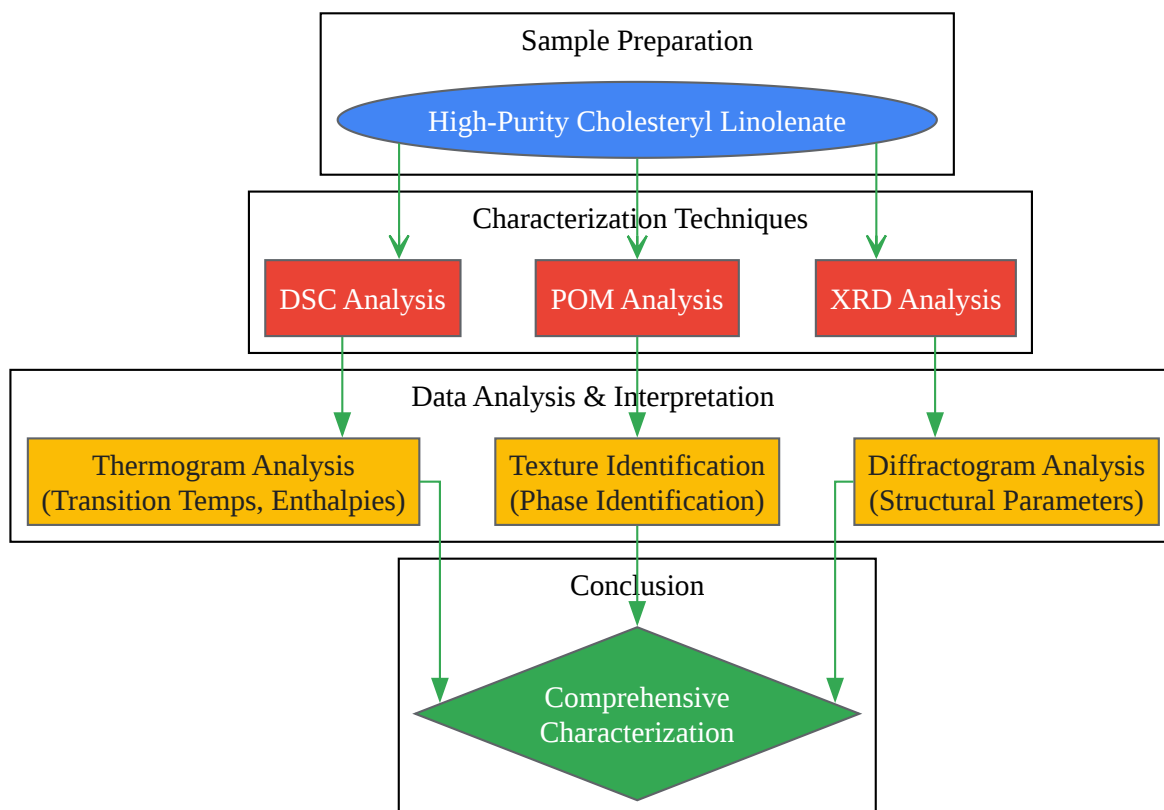 Sample Preparation
High-Purity Cholesteryl Linolenate
Characterization Techniques
DSC Analysis
POM Analysis
XRD Analysis
Data Analysis & Interpretation
Thermogram Analysis
(Transition Temps, Enthalpies)
Texture Identification
(Phase Identification)
Diffractogram Analysis
(Structural Parameters)
Conclusion
Comprehensive
Characterization